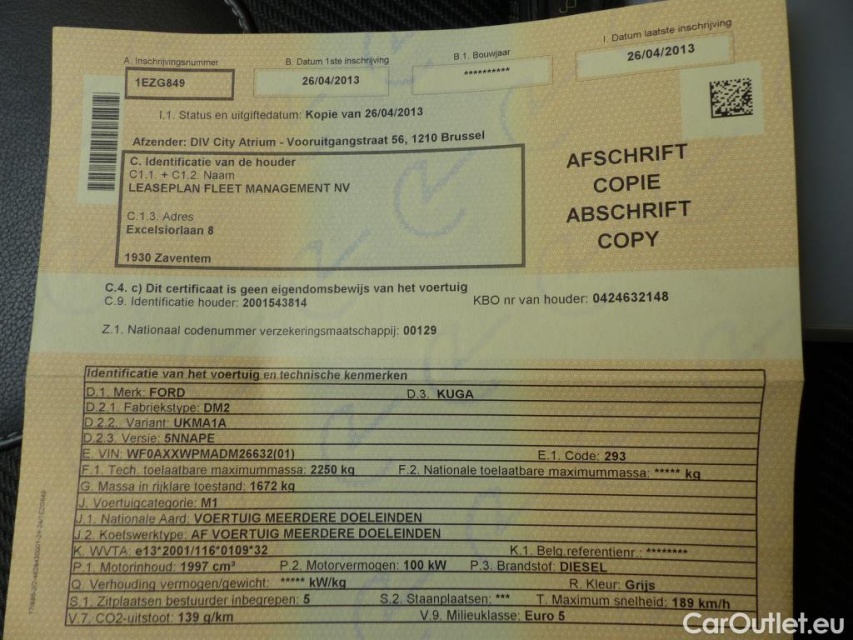 A. Inschrijvingsnummer
1EZG849
B. Datum 1ste inschrijving
26/04/2013
B.1. Bouwjaar
**********
I. Datum laatste inschrijving
26/04/2013
I.1. Status en uitgiftedatum: Kopie van 26/04/2013
Afzender: DIV City Atrium - Vooruitgangstraat 56, 1210 Brussel
C. Identificatie van de houder
C1.1. + C1.2. Naam
LEASEPLAN FLEET MANAGEMENT NV
C.1.3. Adres
Excelsiorlaan 8
1930 Zaventem
AFSCHRIFT
COPIE
ABSCHRIFT
COPY
C.4. c) Dit certificaat is geen eigendomsbewijs van het voertuig
C.9. Identificatie houder: 2001543814 KBO nr van houder: 0424632148
Z.1. Nationaal codenummer verzekeringsmaatschappij: 00129
Identificatie van het voertuig en technische kenmerken
D.1. Merk: FORD D.3. KUGA
D.2.1. Fabriekstype: DM2
D.2.2. Variant: UKMA1A
D.2.3. Versie: 5NNAPE
E. VIN: WF0AXXWPMADM26632(01) E.1. Code: 293
F.1. Tech. toelaatbare maximummassa: 2250 kg F.2. Nationale toelaatbare maximummassa: ***** kg
G. Massa in rijklare toestand: 1672 kg
J. Voertuigcategorie: M1
J.1. Nationale Aard: VOERTUIG MEERDERE DOELEINDEN
J.2. Koetswerktype: AF VOERTUIG MEERDERE DOELEINDEN
K. WVTA: e13*2001/116*0109*32 K.1. Belg.referentienr.: ********
P.1. Motorinhoud: 1997 cm³ P.2. Motorvermogen: 100 kW P.3. Brandstof: DIESEL
Q. Verhouding vermogen/gewicht: ***** kW/kg R. Kleur: Grijs
S.1. Zitplaatsen bestuurder inbegrepen: 5 S.2. Staanplaatsen: *** T. Maximum snelheid: 189 km/h
V.7. CO2-uitstoot: 139 g/km V.9. Milieuklasse: Euro 5
CarOutlet.eu